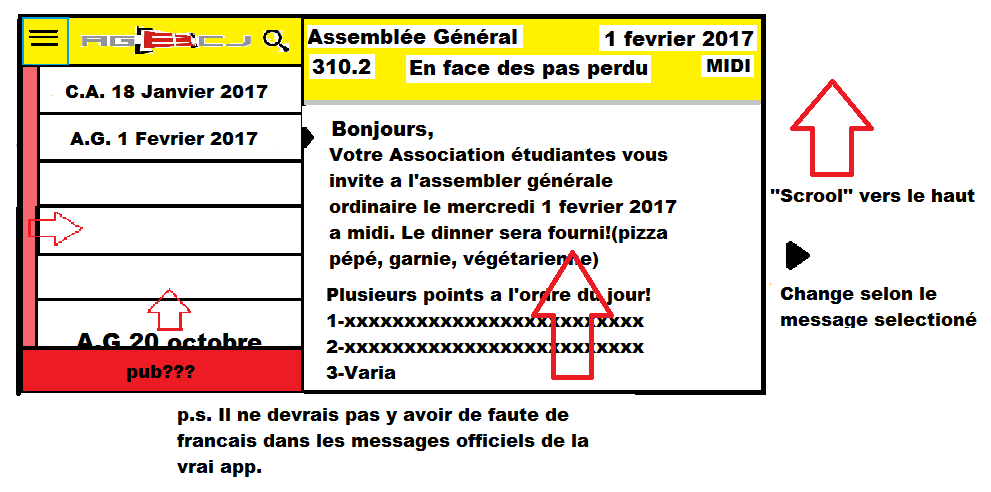 AGEECJ
C.A. 18 Janvier 2017
A.G. 1 Fevrier 2017
A.G 20 octobre
pub???
Assemblée Général
1 fevrier 2017
310.2
En face des pas perdu
MIDI
Bonjours,
Votre Association étudiantes vous
invite a l'assembler générale
ordinaire le mercredi 1 fevrier 2017
a midi. Le dinner sera fourni!(pizza
pépé, garnie, végétarienne)
Plusieurs points a l'ordre du jour!
1-xxxxxxxxxxxxxxxxxxxxxxxxx
2-xxxxxxxxxxxxxxxxxxxxxxxxx
3-Varia
"Scrool" vers le haut
Change selon le
message selectioné
p.s. Il ne devrais pas y avoir de faute de
francais dans les messages officiels de la
vrai app.